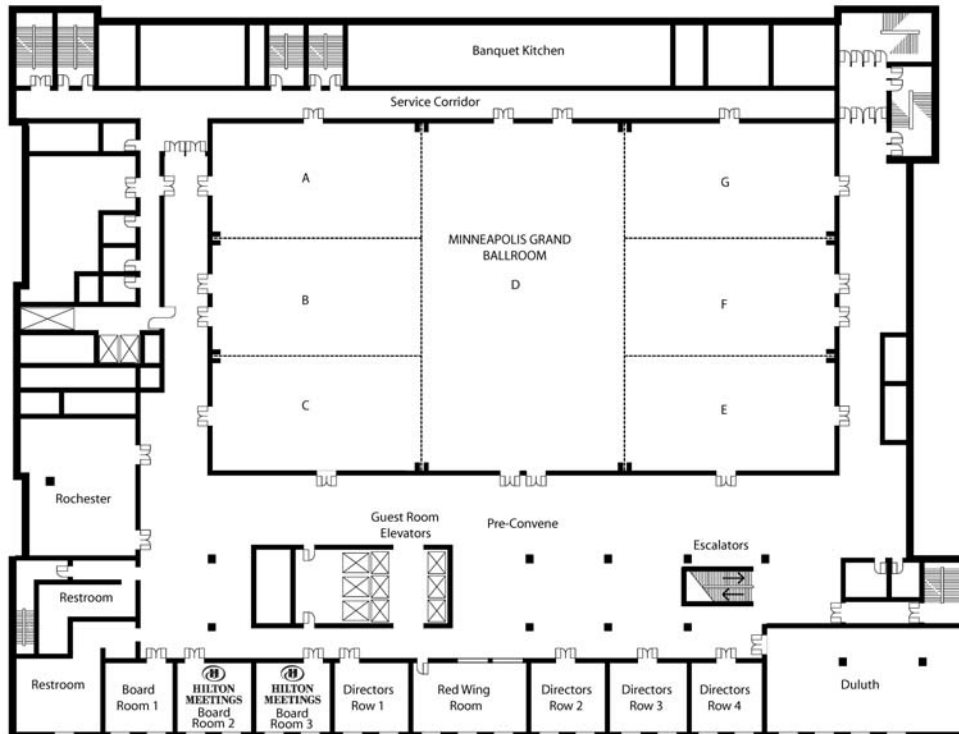 Banquet Kitchen
Service Corridor
A
G
MINNEAPOLIS GRAND
BALLROOM
D
B
F
C
E
Rochester
Guest Room
Elevators
Pre-Convene
Escalators
Restroom
Restroom
Board
Room 1
H
HILTON
MEETINGS
Board
Room 2
H
HILTON
MEETINGS
Board
Room 3
Directors
Row 1
Red Wing
Room
Directors
Row 2
Directors
Row 3
Directors
Row 4
Duluth